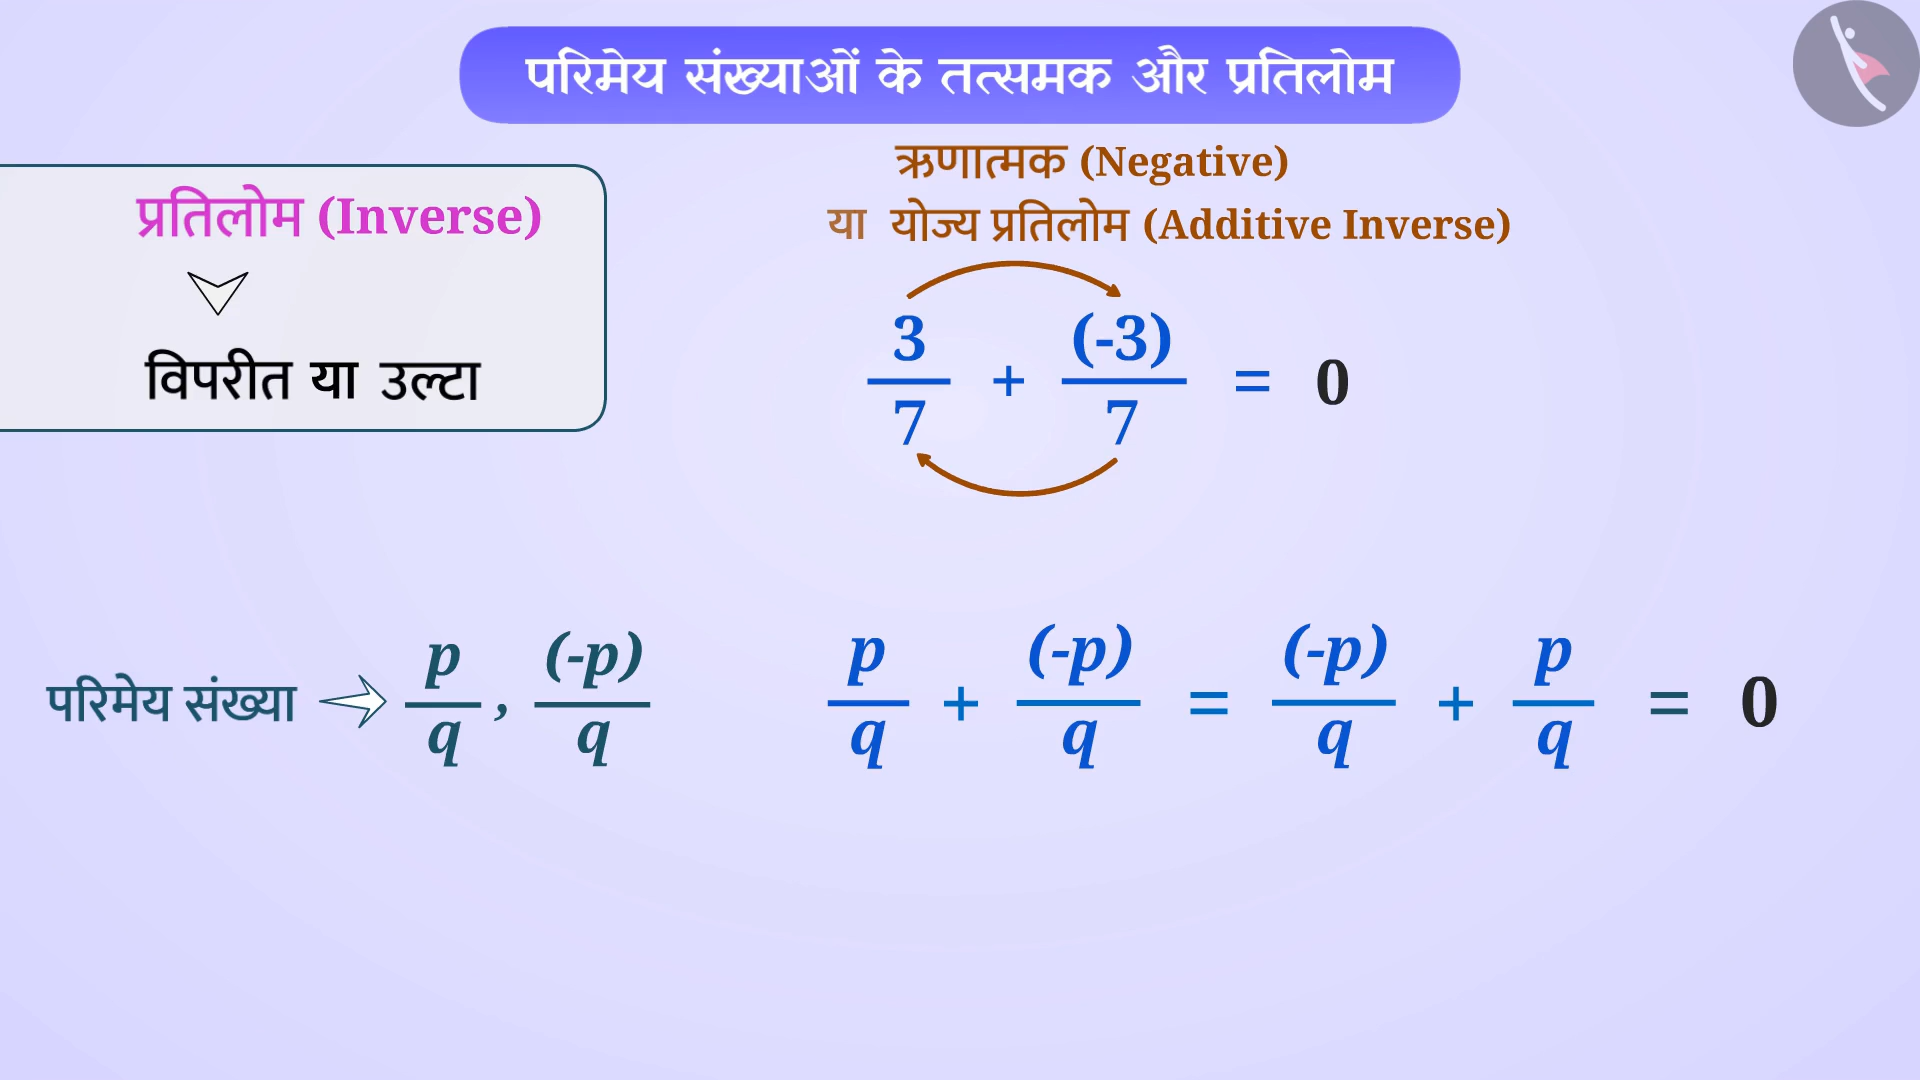 परिमेय संख्याओं के तत्समक और प्रतिलोम
प्रतिलोम (Inverse)
विपरीत या उल्टा
ऋणात्मक (Negative)
या योज्य प्रतिलोम (Additive Inverse)
3/7 + (-3)/7 = 0
परिमेय संख्या p/q , (-p)/q
p/q + (-p)/q = (-p)/q + p/q = 0